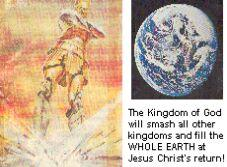 The Kingdom of God
will smash all other
kingdoms and fill the
WHOLE EARTH at
Jesus Christ's return!